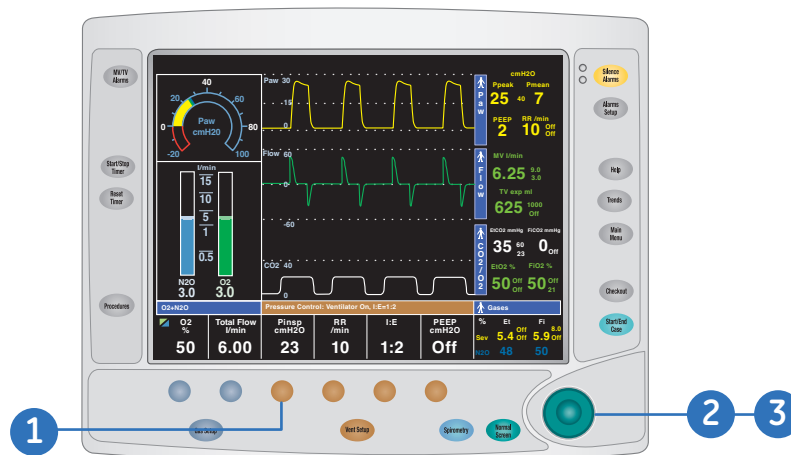 MV/TV
Alarms
Start/Stop
Timer
Reset
Timer
Procedures
-20
0
20
40
60
80
100
Paw
cmH20
l/min
15
10
5
1
0.5
N2O
3.0
O2
3.0
Paw 30
15
0
Flow 60
0
-60
CO2 40
0
Paw
cmH2O
Ppeak
Pmean
25
40
7
PEEP
RR /min
2
10
Off
Off
Flow
MV l/min
6.25
9.0
3.0
TV exp ml
625
1000
Off
CO2/O2
EtCO2 mmHg
FiCO2 mmHg
35
60
23
0
Off
EtO2 %
FiO2 %
50
Off
Off
50
Off
21
O2+N2O
Pressure Control: Ventilator On, I:E=1:2
Gases
O2
%
50
Total Flow
l/min
6.00
Pinsp
cmH2O
23
RR
/min
10
I:E
1:2
PEEP
cmH2O
Off
%
Et
Fi
Sev
5.4
Off
Off
5.9
8.0
Off
N2O
48
50
Silence
Alarms
Alarms
Setup
Help
Trends
Main
Menu
Checkout
Start/End
Case
Gas Setup
Vent Setup
Spirometry
Normal
Screen
1
2
3